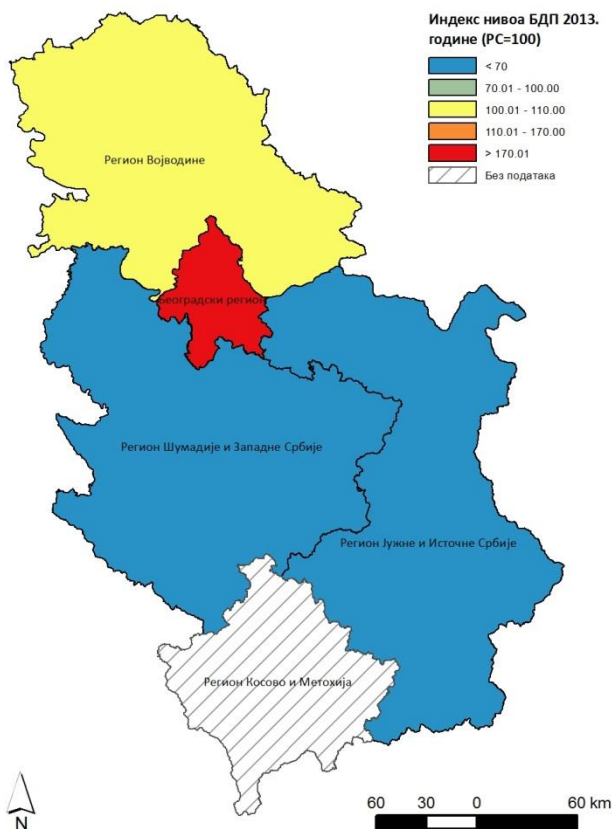 Индекс нивоа БДП 2013.
године (РС=100)
< 70
70.01 - 100.00
100.01 - 110.00
110.01 - 170.00
> 170.01
Без података
Регион Војводине
Београдски регион
Регион Шумадије и Западне Србије
Регион Јужне и Источне Србије
Регион Косово и Метохија
N
60 30 0 60 km